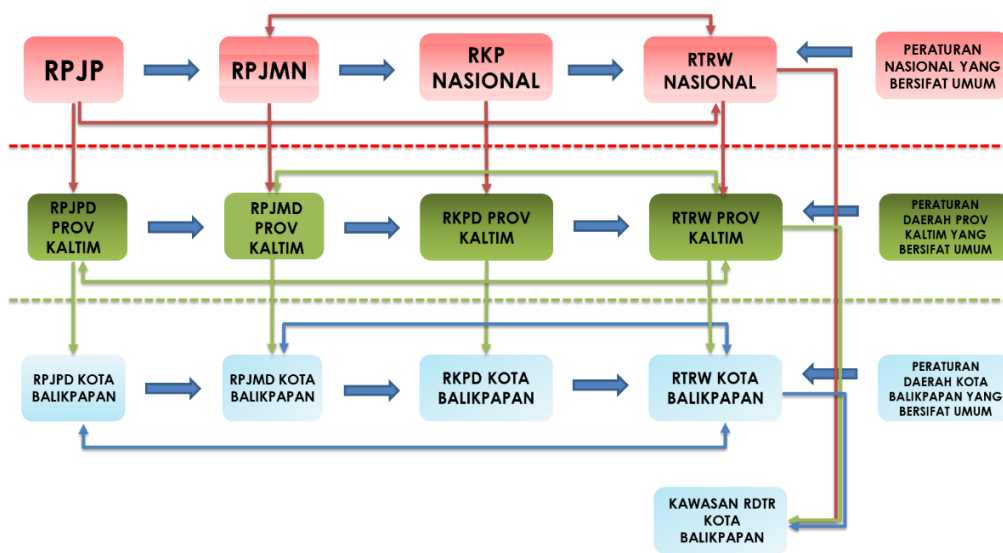 RPJP
RPJMN
RKP
NASIONAL
RTRW
NASIONAL
PERATURAN
NASIONAL YANG
BERSIFAT UMUM
RPJPD
PROV
KALTIM
RPJMD
PROV
KALTIM
RKPD PROV
KALTIM
RTRW PROV
KALTIM
PERATURAN
DAERAH PROV
KALTIM YANG
BERSIFAT UMUM
RPJPD KOTA
BALIKPAPAN
RPJMD KOTA
BALIKPAPAN
RKPD KOTA
BALIKPAPAN
RTRW KOTA
BALIKPAPAN
PERATURAN
DAERAH KOTA
BALIKPAPAN YANG
BERSIFAT UMUM
KAWASAN RDTR
KOTA
BALIKPAPAN